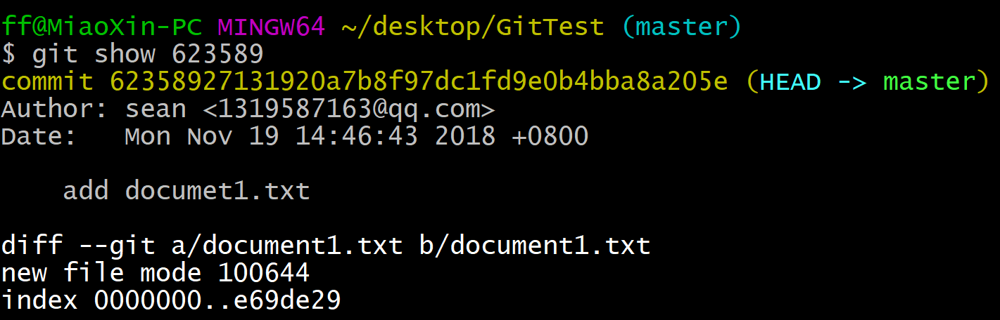 ff@MiaoXin-PC MINGW64 ~/desktop/GitTest (master)
$ git show 623589
commit 62358927131920a7b8f97dc1fd9e0b4bba8a205e (HEAD -> master)
Author: sean <1319587163@qq.com>
Date:   Mon Nov 19 14:46:43 2018 +0800
    add documet1.txt
diff --git a/document1.txt b/document1.txt
new file mode 100644
index 0000000..e69de29